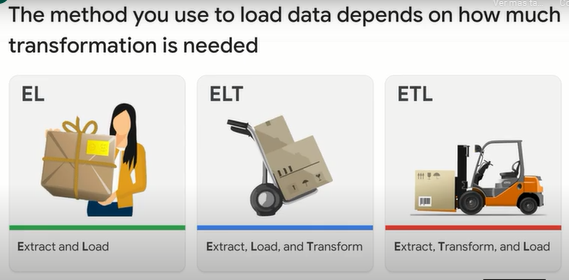 The method you use to load data depends on how much
transformation is needed
EL
ELT
ETL
Extract and Load
Extract, Load, and Transform
Extract, Transform, and Load